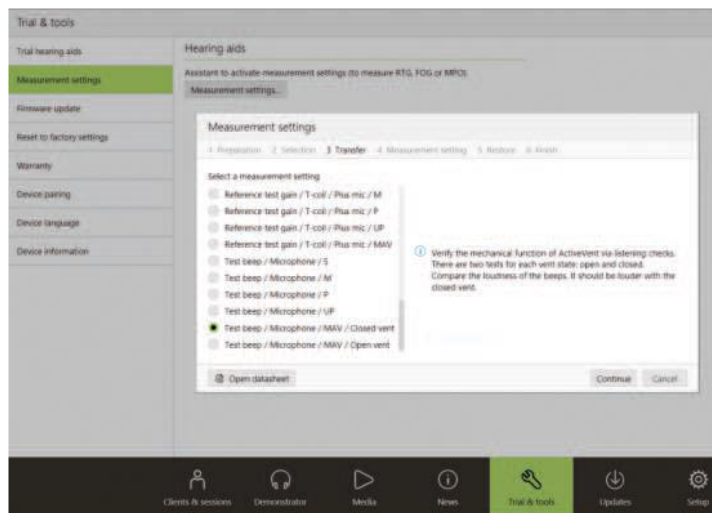 Trial & tools
Trial hearing aids
Measurement settings
Firmware update
Reset to factory settings
Warranty
Device pairing
Device language
Device information
Hearing aids
Assistant to activate measurement settings (to measure RTG, FOG or MPO)
Measurement settings...
Measurement settings
1 Preparation 2 Selection 3 Transfer 4 Measurement setting 5 Restore 6 Finish
Select a measurement setting
Reference test gain / T-coil / Plus mic / M
Reference test gain / T-coil / Plus mic / P
Reference test gain / T-coil / Plus mic / UP
Reference test gain / T-coil / Plus mic / MAV
Test beep / Microphone / S
Test beep / Microphone / M
Test beep / Microphone / P
Test beep / Microphone / UP
Test beep / Microphone / MAV / Closed vent
Test beep / Microphone / MAV / Open vent
Verify the mechanical function of ActiveVent via listening checks.
There are two tests for each vent state: open and closed.
Compare the loudness of the beeps. It should be louder with the
closed vent.
Open datasheet
Continue Cancel
Clients & sessions Demonstrator Media News Trial & tools Updates Setup